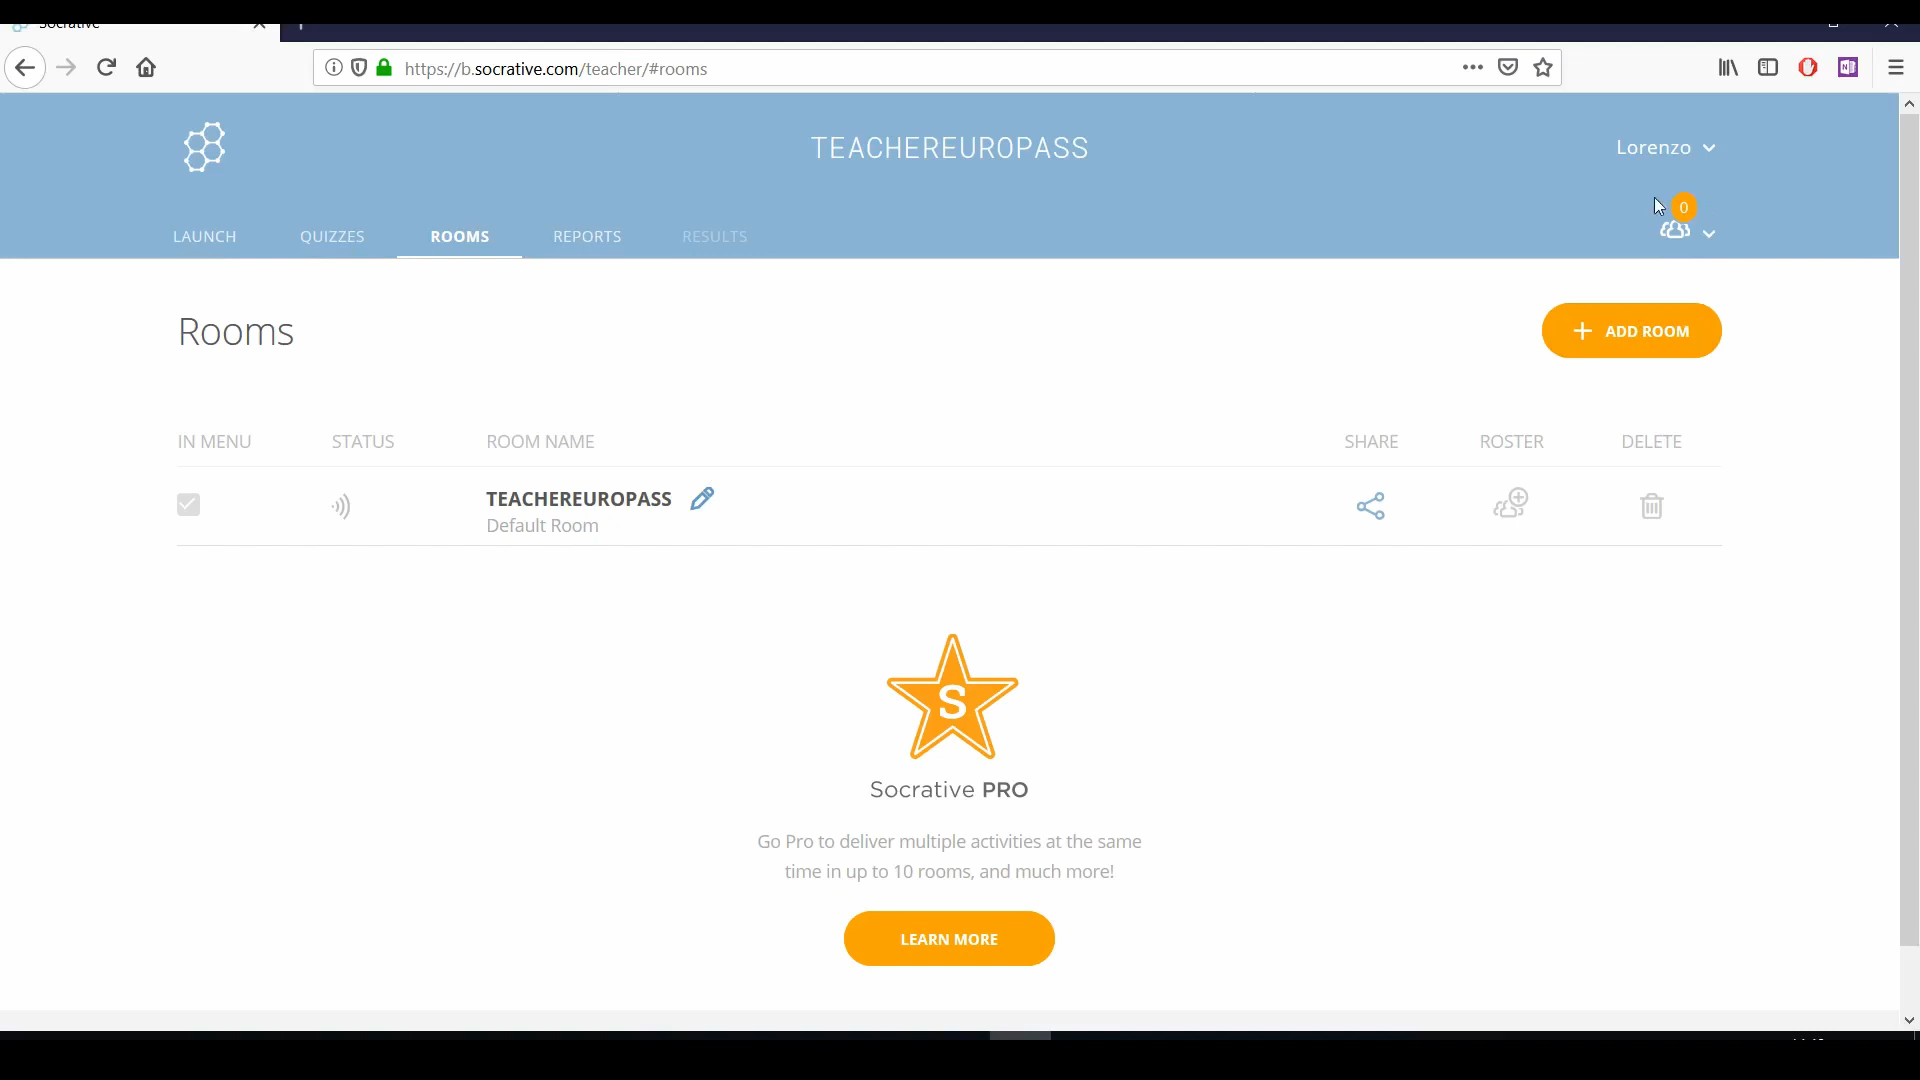 Socrative
https://b.socrative.com/teacher/#rooms
TEACHEREUROPASS
Lorenzo
0
LAUNCH QUIZZES ROOMS REPORTS RESULTS
Rooms
+ ADD ROOM
IN MENU STATUS ROOM NAME SHARE ROSTER DELETE
TEACHEREUROPASS
Default Room
S
Socrative PRO
Go Pro to deliver multiple activities at the same
time in up to 10 rooms, and much more!
LEARN MORE